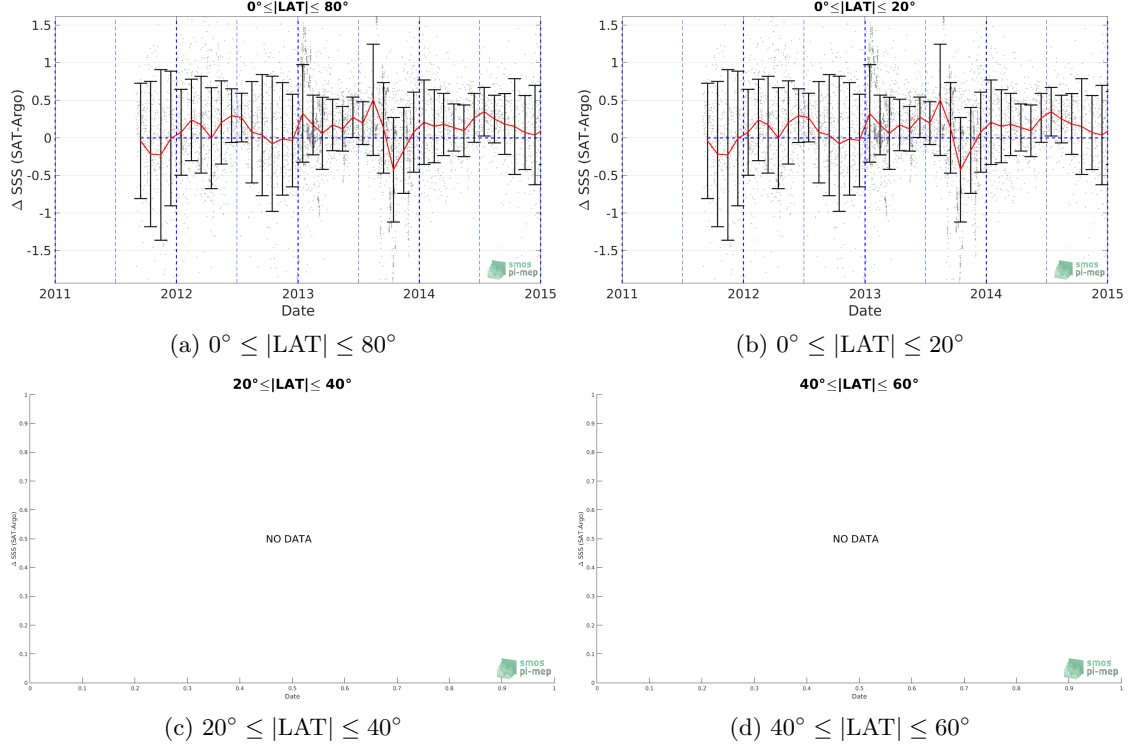 0°≤|LAT|≤ 80°
1.5
1
0.5
0
-0.5
-1
-1.5
Δ SSS (SAT-Argo)
smos
pi-mep
2011 2012 2013 2014 2015
Date
(a) 0° ≤ |LAT| ≤ 80°
0°≤|LAT|≤ 20°
1.5
1
0.5
0
-0.5
-1
-1.5
Δ SSS (SAT-Argo)
smos
pi-mep
2011 2012 2013 2014 2015
Date
(b) 0° ≤ |LAT| ≤ 20°
20°≤|LAT|≤ 40°
1
0.9
0.8
0.7
0.6
0.5
0.4
0.3
0.2
0.1
0
Δ SSS (SAT-Argo)
NO DATA
smos
pi-mep
0 0.1 0.2 0.3 0.4 0.5 0.6 0.7 0.8 0.9 1
Date
(c) 20° ≤ |LAT| ≤ 40°
40°≤|LAT|≤ 60°
1
0.9
0.8
0.7
0.6
0.5
0.4
0.3
0.2
0.1
0
Δ SSS (SAT-Argo)
NO DATA
smos
pi-mep
0 0.1 0.2 0.3 0.4 0.5 0.6 0.7 0.8 0.9 1
Date
(d) 40° ≤ |LAT| ≤ 60°